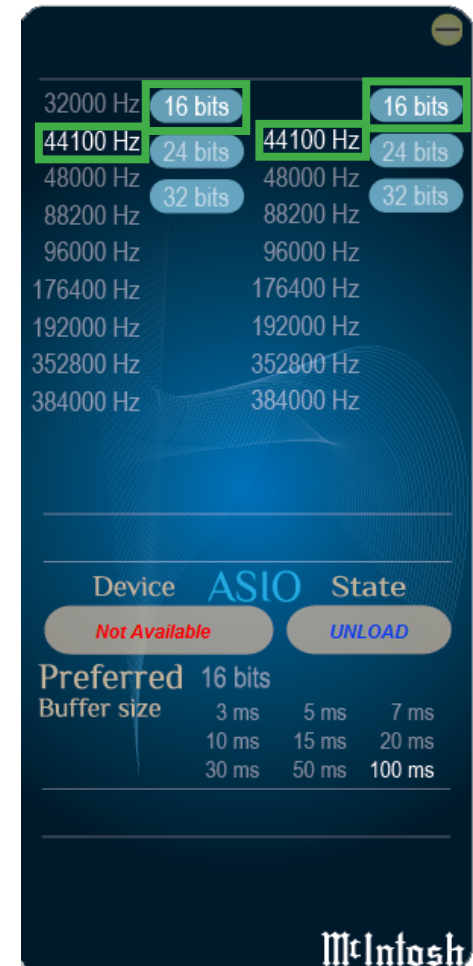 32000 Hz 16 bits 16 bits
44100 Hz 24 bits 44100 Hz 24 bits
48000 Hz 32 bits 48000 Hz 32 bits
88200 Hz 88200 Hz
96000 Hz 96000 Hz
176400 Hz 176400 Hz
192000 Hz 192000 Hz
352800 Hz 352800 Hz
384000 Hz 384000 Hz
Device ASIO State
Not Available UNLOAD
Preferred 16 bits
Buffer size 3 ms 5 ms 7 ms
10 ms 15 ms 20 ms
30 ms 50 ms 100 ms
McIntosh